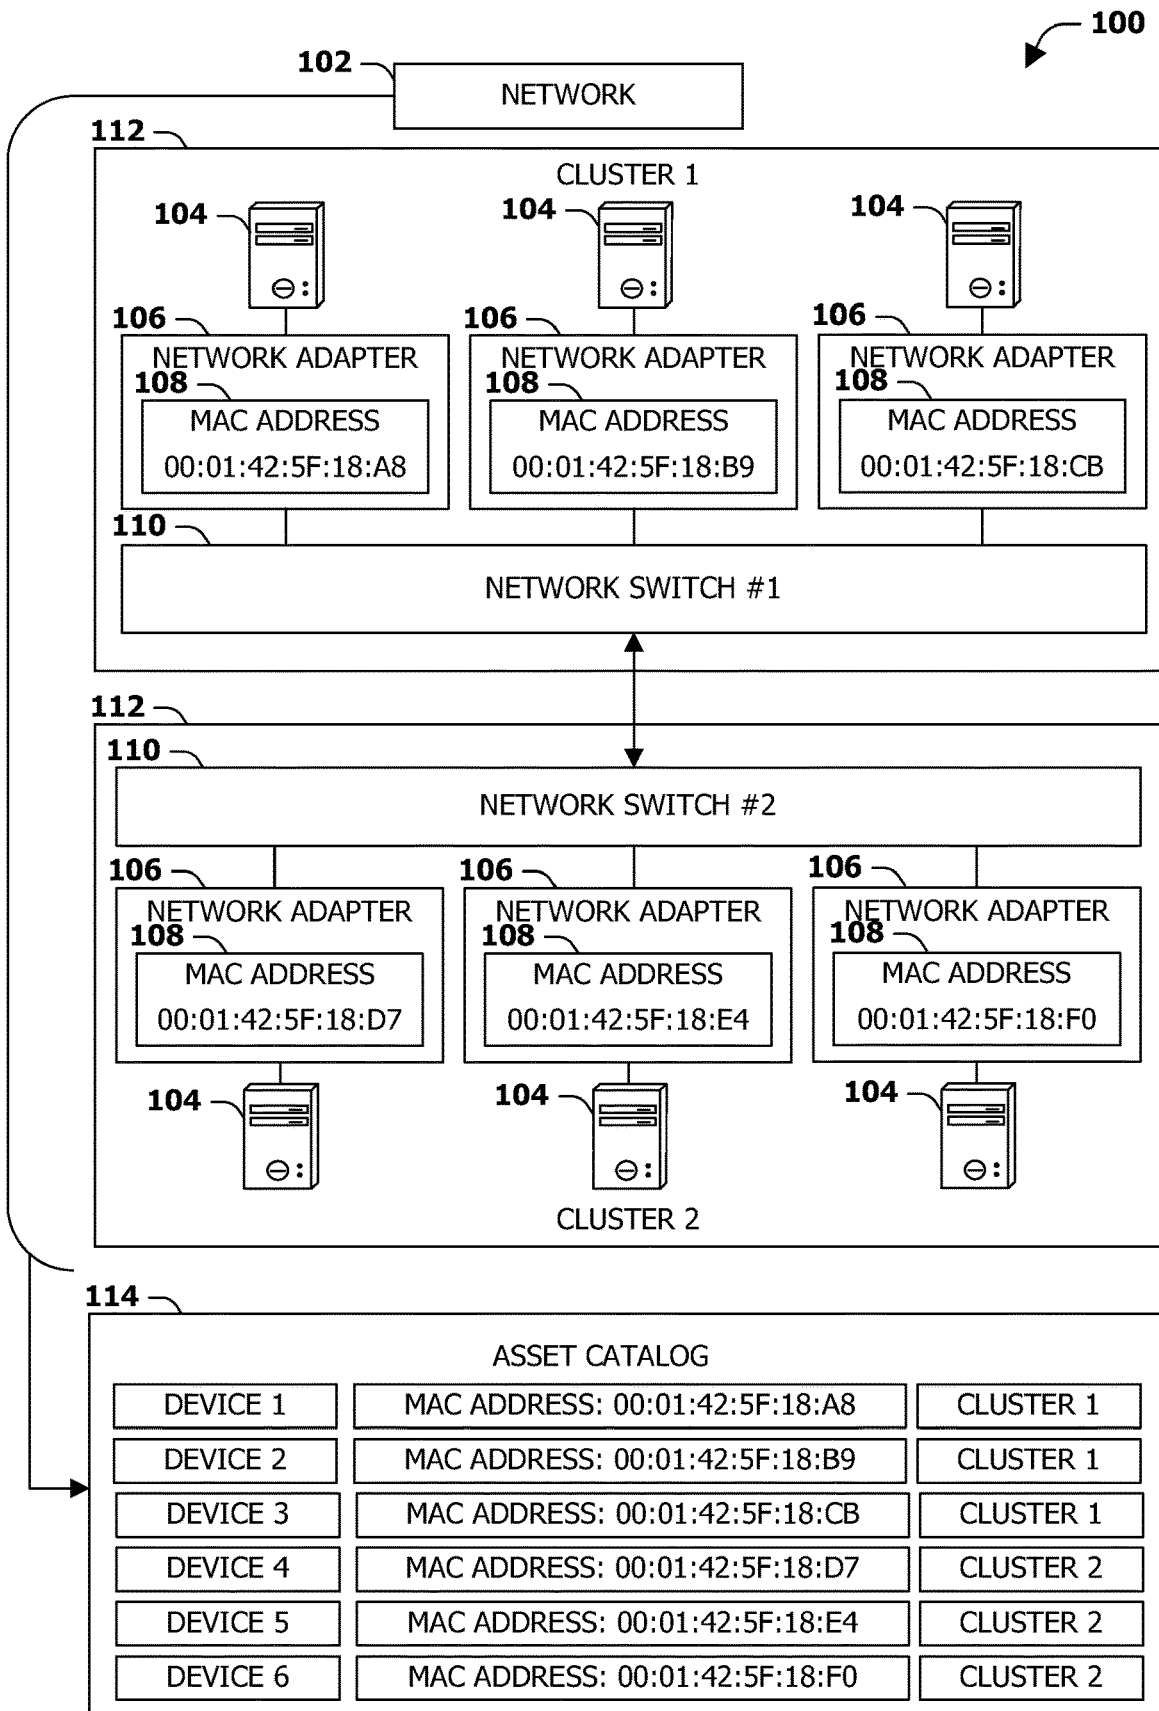 100
102
NETWORK
112
CLUSTER 1
104 104 104
106 106 106
NETWORK ADAPTER NETWORK ADAPTER NETWORK ADAPTER
108 108 108
MAC ADDRESS MAC ADDRESS MAC ADDRESS
00:01:42:5F:18:A8 00:01:42:5F:18:B9 00:01:42:5F:18:CB
110
NETWORK SWITCH #1
112
110
NETWORK SWITCH #2
106 106 106
NETWORK ADAPTER NETWORK ADAPTER NETWORK ADAPTER
108 108 108
MAC ADDRESS MAC ADDRESS MAC ADDRESS
00:01:42:5F:18:D7 00:01:42:5F:18:E4 00:01:42:5F:18:F0
104 104 104
CLUSTER 2
114
ASSET CATALOG
DEVICE 1 MAC ADDRESS: 00:01:42:5F:18:A8 CLUSTER 1
DEVICE 2 MAC ADDRESS: 00:01:42:5F:18:B9 CLUSTER 1
DEVICE 3 MAC ADDRESS: 00:01:42:5F:18:CB CLUSTER 1
DEVICE 4 MAC ADDRESS: 00:01:42:5F:18:D7 CLUSTER 2
DEVICE 5 MAC ADDRESS: 00:01:42:5F:18:E4 CLUSTER 2
DEVICE 6 MAC ADDRESS: 00:01:42:5F:18:F0 CLUSTER 2